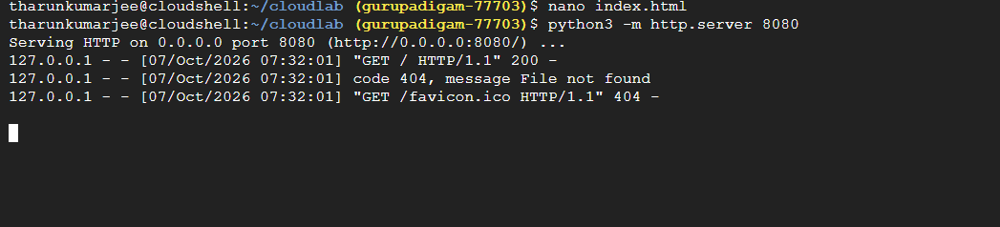 tharunkumarjee@cloudshell:~/cloudlab (gurupadigam-77703)$ nano index.html
tharunkumarjee@cloudshell:~/cloudlab (gurupadigam-77703)$ python3 -m http.server 8080
Serving HTTP on 0.0.0.0 port 8080 (http://0.0.0.0:8080/) ...
127.0.0.1 - - [07/Oct/2026 07:32:01] "GET / HTTP/1.1" 200 -
127.0.0.1 - - [07/Oct/2026 07:32:01] code 404, message File not found
127.0.0.1 - - [07/Oct/2026 07:32:01] "GET /favicon.ico HTTP/1.1" 404 -